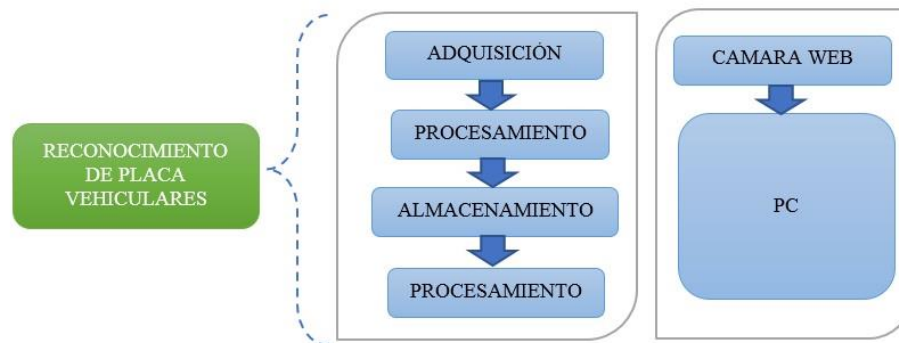 RECONOCIMIENTO
DE PLACA
VEHICULARES
ADQUISICIÓN
PROCESAMIENTO
ALMACENAMIENTO
PROCESAMIENTO
CAMARA WEB
PC